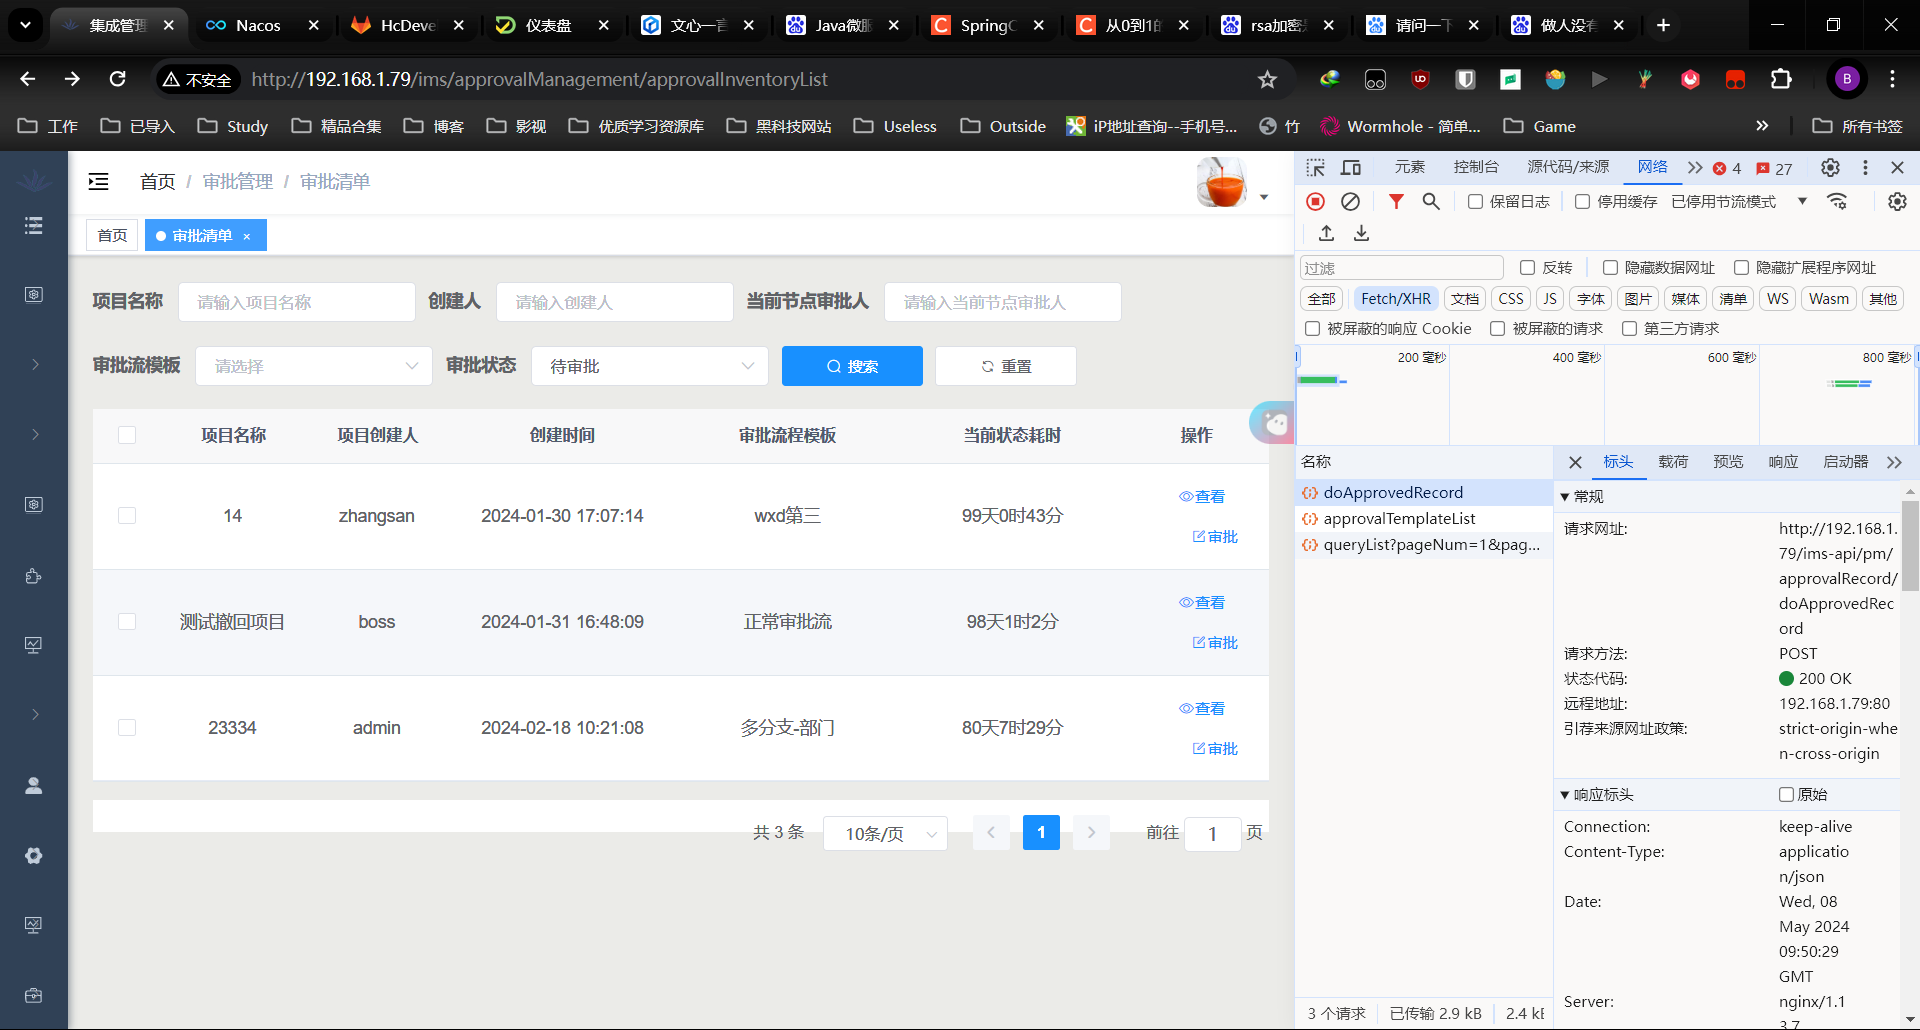 集成管理
Nacos
HcDeve
仪表盘
文心一言
Java微服
SpringC
从0到1的
rsa加密
请问一下
做人没有
不安全
http://192.168.1.79/ims/approvalManagement/approvalInventoryList
B
工作
已导入
Study
精品合集
博客
影视
优质学习资源库
黑科技网站
Useless
Outside
iP地址查询--手机号...
竹
Wormhole - 简单...
Game
所有书签
首页 / 审批管理 / 审批清单
首页
审批清单 ×
项目名称 请输入项目名称 创建人 请输入创建人 当前节点审批人 请输入当前节点审批人
审批流模板 请选择 审批状态 待审批 搜索 重置
项目名称 项目创建人 创建时间 审批流程模板 当前状态耗时 操作
14 zhangsan 2024-01-30 17:07:14 wxd第三 99天0时43分 查看
审批
测试撤回项目 boss 2024-01-31 16:48:09 正常审批流 98天1时2分 查看
审批
23334 admin 2024-02-18 10:21:08 多分支-部门 80天7时29分 查看
审批
共 3 条 10条/页 1 前往 1 页
元素 控制台 源代码/来源 网络 4 27
保留日志 停用缓存 已停用节流模式
过滤 反转 隐藏数据网址 隐藏扩展程序网址
全部 Fetch/XHR 文档 CSS JS 字体 图片 媒体 清单 WS Wasm 其他
被屏蔽的响应 Cookie 被屏蔽的请求 第三方请求
200 毫秒 400 毫秒 600 毫秒 800 毫秒
名称
doApprovedRecord
approvalTemplateList
queryList?pageNum=1&pag...
标头 载荷 预览 响应 启动器
常规
请求网址: http://192.168.1.
79/ims-api/pm/
approvalRecord/
doApprovedRec
ord
请求方法: POST
状态代码: 200 OK
远程地址: 192.168.1.79:80
引荐来源网址政策: strict-origin-whe
n-cross-origin
响应标头 原始
Connection: keep-alive
Content-Type: applicatio
n/json
Date: Wed, 08
May 2024
09:50:29
GMT
Server: nginx/1.1
3.7
3 个请求 已传输 2.9 kB 2.4 kB